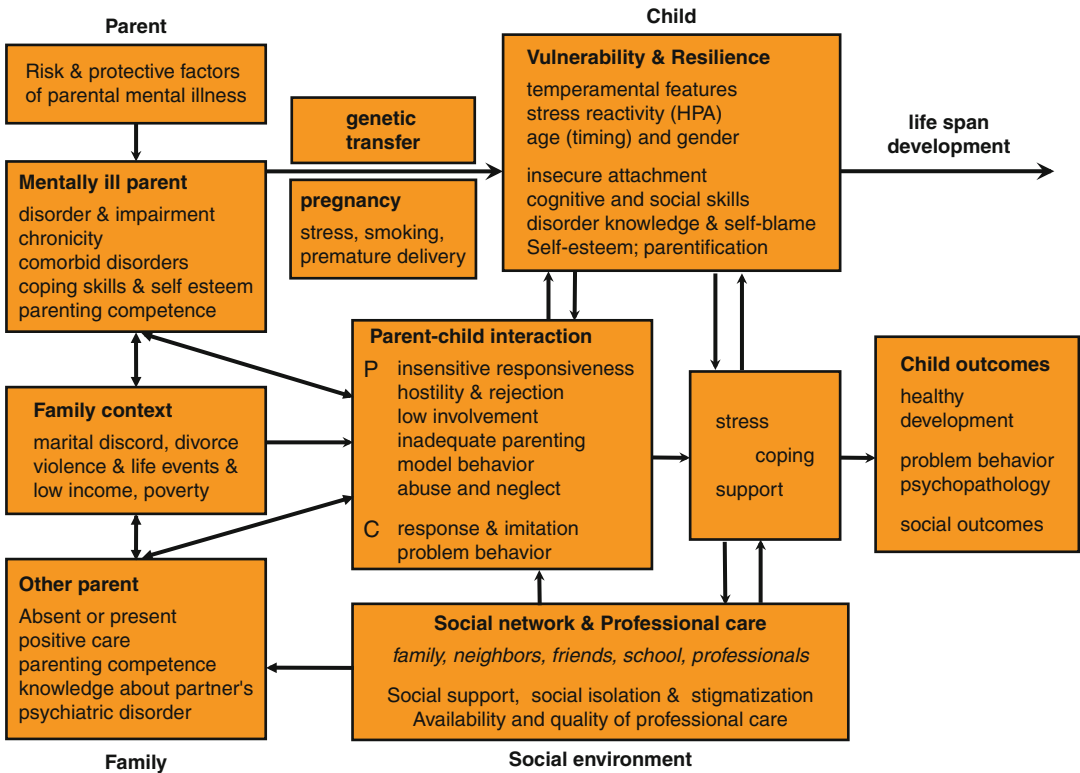 Parent
Child
Risk & protective factors
of parental mental illness
Mentally ill parent
disorder & impairment
chronicity
comorbid disorders
coping skills & self esteem
parenting competence
genetic
transfer
pregnancy
stress, smoking,
premature delivery
Vulnerability & Resilience
temperamental features
stress reactivity (HPA)
age (timing) and gender
insecure attachment
cognitive and social skills
disorder knowledge & self-blame
Self-esteem; parentification
life span
development
Family context
marital discord, divorce
violence & life events &
low income, poverty
Parent-child interaction
P insensitive responsiveness
hostility & rejection
low involvement
inadequate parenting
model behavior
abuse and neglect
C response & imitation
problem behavior
stress
coping
support
Child outcomes
healthy
development
problem behavior
psychopathology
social outcomes
Other parent
Absent or present
positive care
parenting competence
knowledge about partner's
psychiatric disorder
Social network & Professional care
family, neighbors, friends, school, professionals
Social support, social isolation & stigmatization
Availability and quality of professional care
Family
Social environment